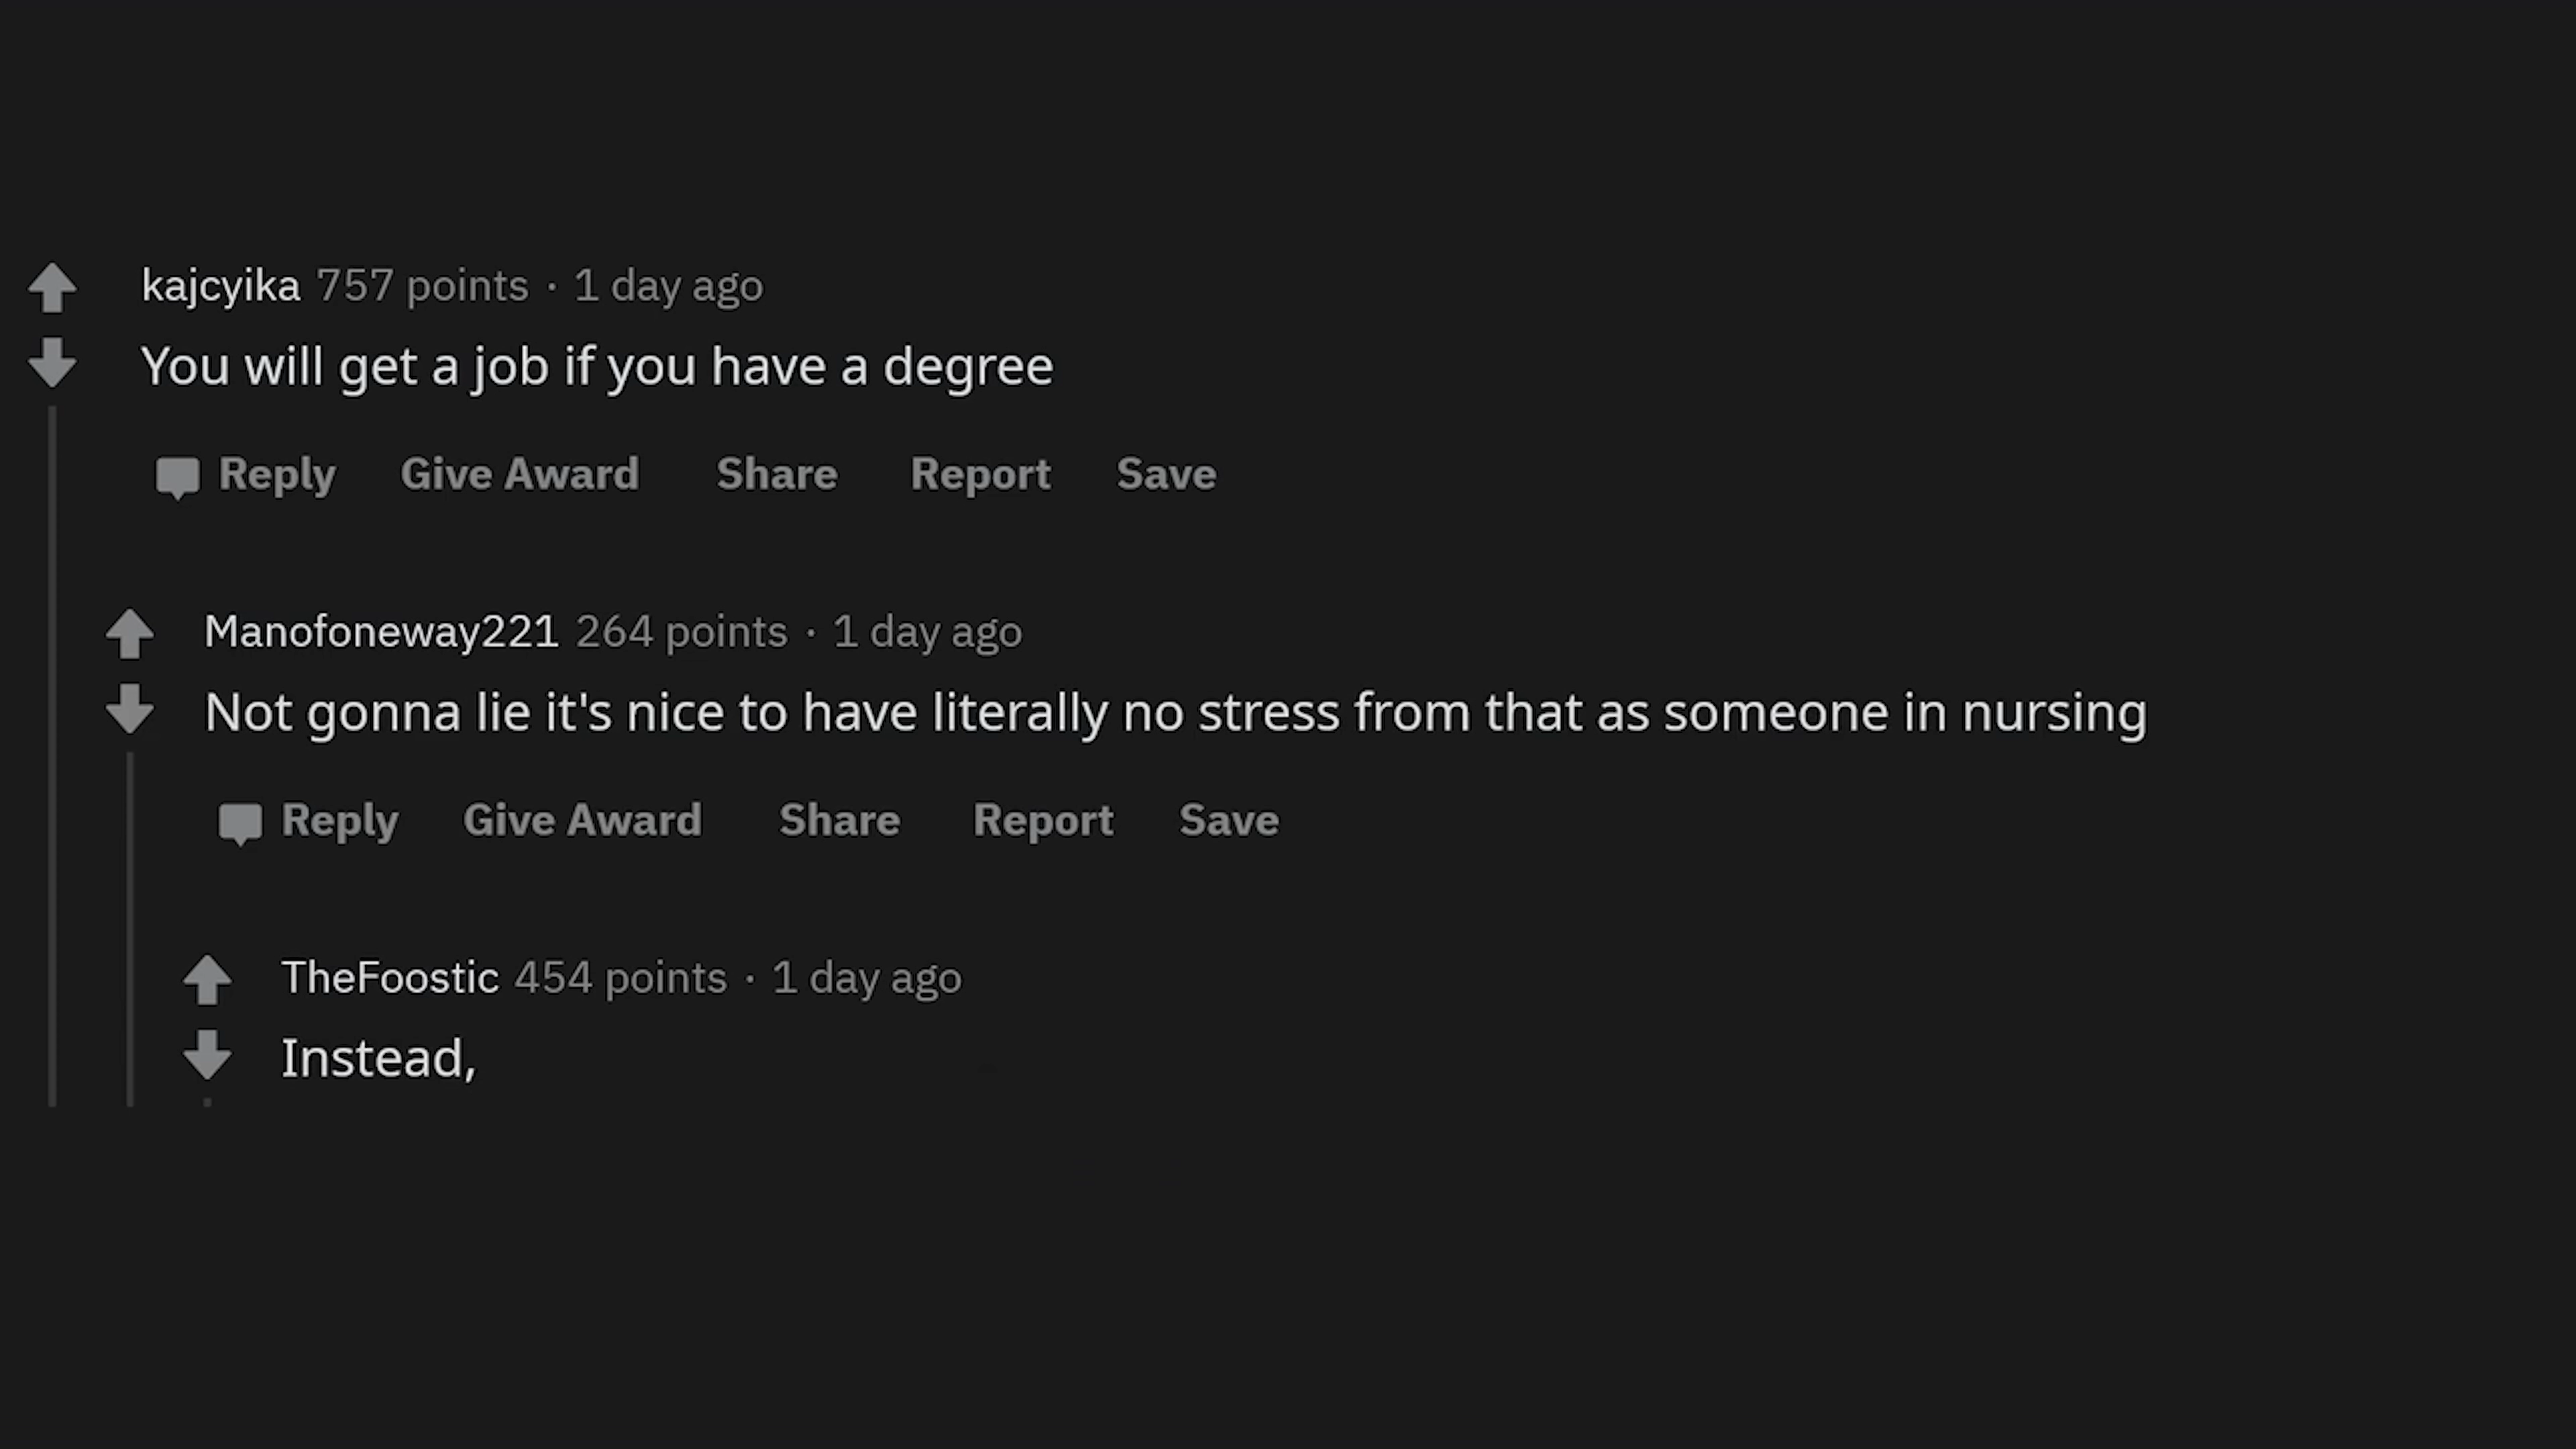 kajcyika 757 points · 1 day ago
You will get a job if you have a degree
Reply Give Award Share Report Save
Manofoneway221 264 points · 1 day ago
Not gonna lie it's nice to have literally no stress from that as someone in nursing
Reply Give Award Share Report Save
TheFoostic 454 points · 1 day ago
Instead,